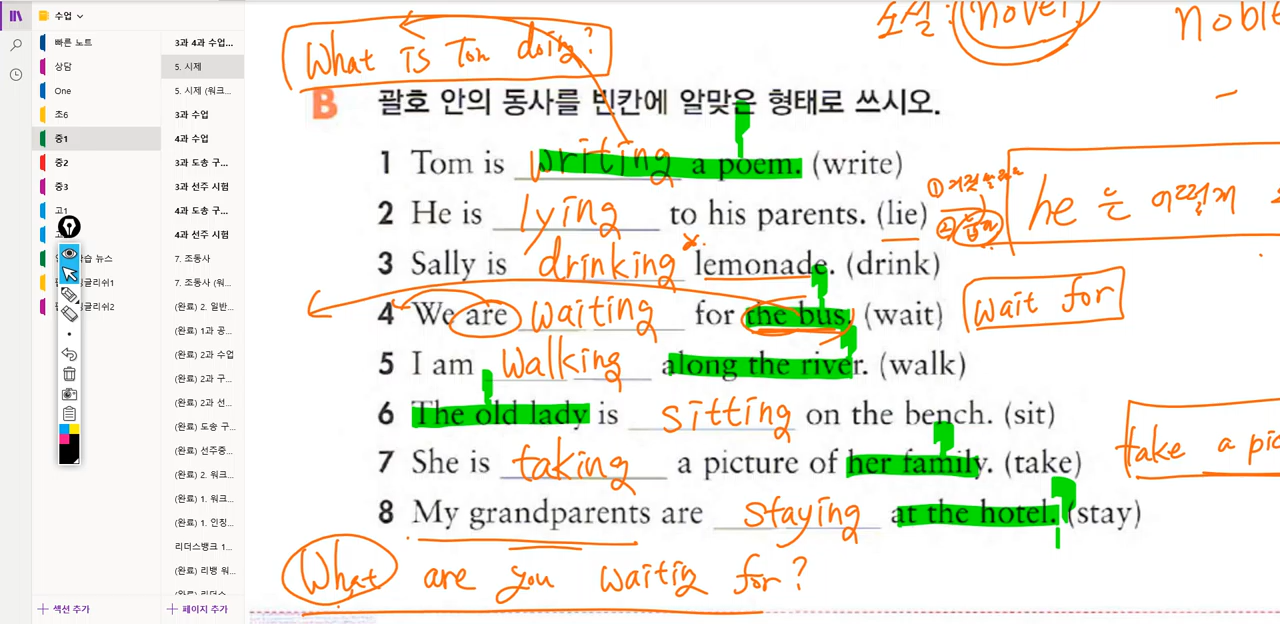 수업
빠른 노트
상담
One
초6
중1
중2
중3
고1
습 뉴스
글리쉬1
글리쉬2
섹션 추가
3과 4과 수업...
5. 시제
5. 시제 (워크...
3과 수업
4과 수업
3과 도송 구...
3과 선주 시험
4과 도송 구...
4과 선주 시험
7. 조동사
7. 조동사 (워...
(완료) 2. 일반...
(완료) 1과 공...
(완료) 2과 수업
(완료) 2과 구...
(완료) 2과 선...
(완료) 도송 구...
(완료) 선주중...
(완료) 2. 워크...
(완료) 1. 워크...
(완료) 1. 인칭...
리더스뱅크 1...
(완료) 리뱅 워...
페이지 추가
소설: (novel)
noble
What is Tom doing?
B 괄호 안의 동사를 빈칸에 알맞은 형태로 쓰시오.
1 Tom is writing a poem. (write)
2 He is lying to his parents. (lie)
① 거짓말하다
②
he 는 어떻게
3 Sally is drinking lemonade. (drink)
4 We are waiting for the bus. (wait)
wait for
5 I am walking along the river. (walk)
6 The old lady is sitting on the bench. (sit)
7 She is taking a picture of her family. (take)
take a pic
8 My grandparents are staying at the hotel. (stay)
What are you waitig for?